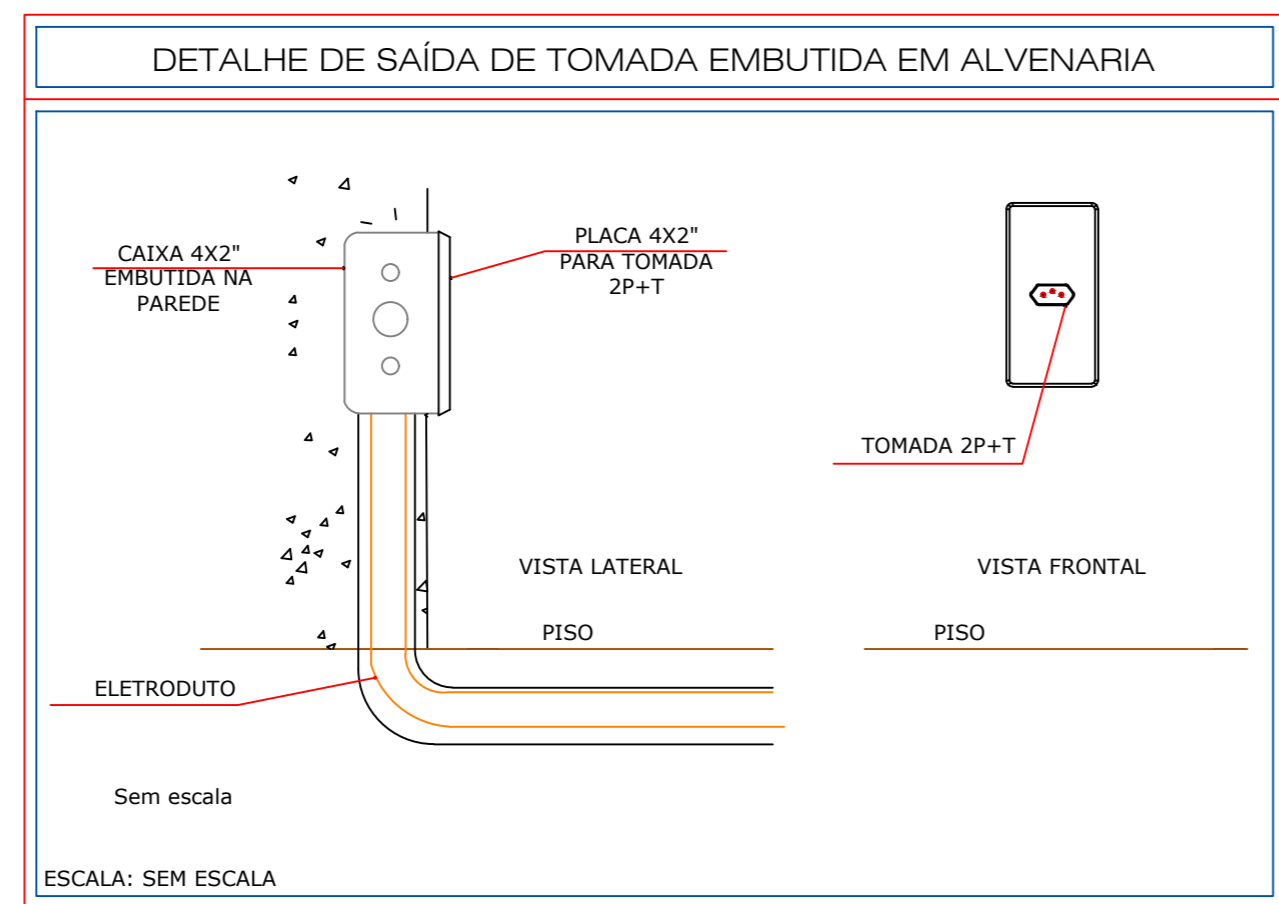 DETALHE DE SAÍDA DE TOMADA EMBUTIDA EM ALVENARIA
CAIXA 4X2"
EMBUTIDA NA
PAREDE
PLACA 4X2"
PARA TOMADA
2P+T
TOMADA 2P+T
VISTA LATERAL
VISTA FRONTAL
PISO
PISO
ELETRODUTO
Sem escala
ESCALA: SEM ESCALA